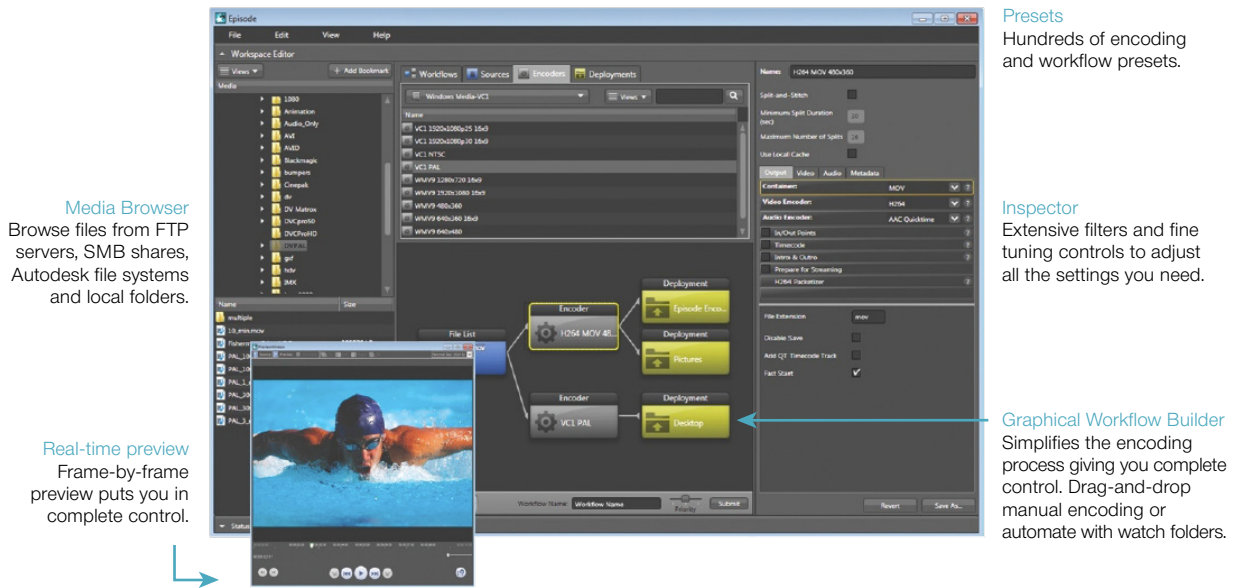 Episode
File Edit View Help
Workspace Editor
Views
Add Bookmark
Media
1080
Animation
Audio_Only
AVI
AVID
Blackmagic
bumpers
Cinepak
dv
DV Matrox
DVCpro50
DVCProHD
DVPAL
gxf
hdv
IMX
Name Size
multiple
10_min.mov
Workflows Sources Encoders Deployments
Windows Media-VC1
Views
Name
VC1 1920x1080p25 16x9
VC1 1920x1080p30 16x9
VC1 NTSC
VC1 PAL
WMV9 1280x720 16x9
WMV9 1920x1080 16x9
WMV9 480x360
WMV9 640x360 16x9
WMV9 640x480
File List
Encoder
H264 MOV 48...
Encoder
VC1 PAL
Deployment
Episode Enco...
Deployment
Pictures
Deployment
Desktop
Workflow Name: Workflow Name
Priority
Submit
Name: H264 MOV 480x360
Split-and-Stitch
Minimum Split Duration (sec) 30
Maximum Number of Splits 16
Use Local Cache
Output Video Audio Metadata
Container: MOV
Video Encoder: H264
Audio Encoder: AAC Quicktime
In/Out Points
Timecode
Intro & Outro
Prepare for Streaming
H264 Packetizer
File Extension mov
Disable Save
Add QT Timecode Track
Fast Start
Revert
Save As...
Media Browser
Browse files from FTP
servers, SMB shares,
Autodesk file systems
and local folders.
Real-time preview
Frame-by-frame
preview puts you in
complete control.
Presets
Hundreds of encoding
and workflow presets.
Inspector
Extensive filters and fine
tuning controls to adjust
all the settings you need.
Graphical Workflow Builder
Simplifies the encoding
process giving you complete
control. Drag-and-drop
manual encoding or
automate with watch folders.